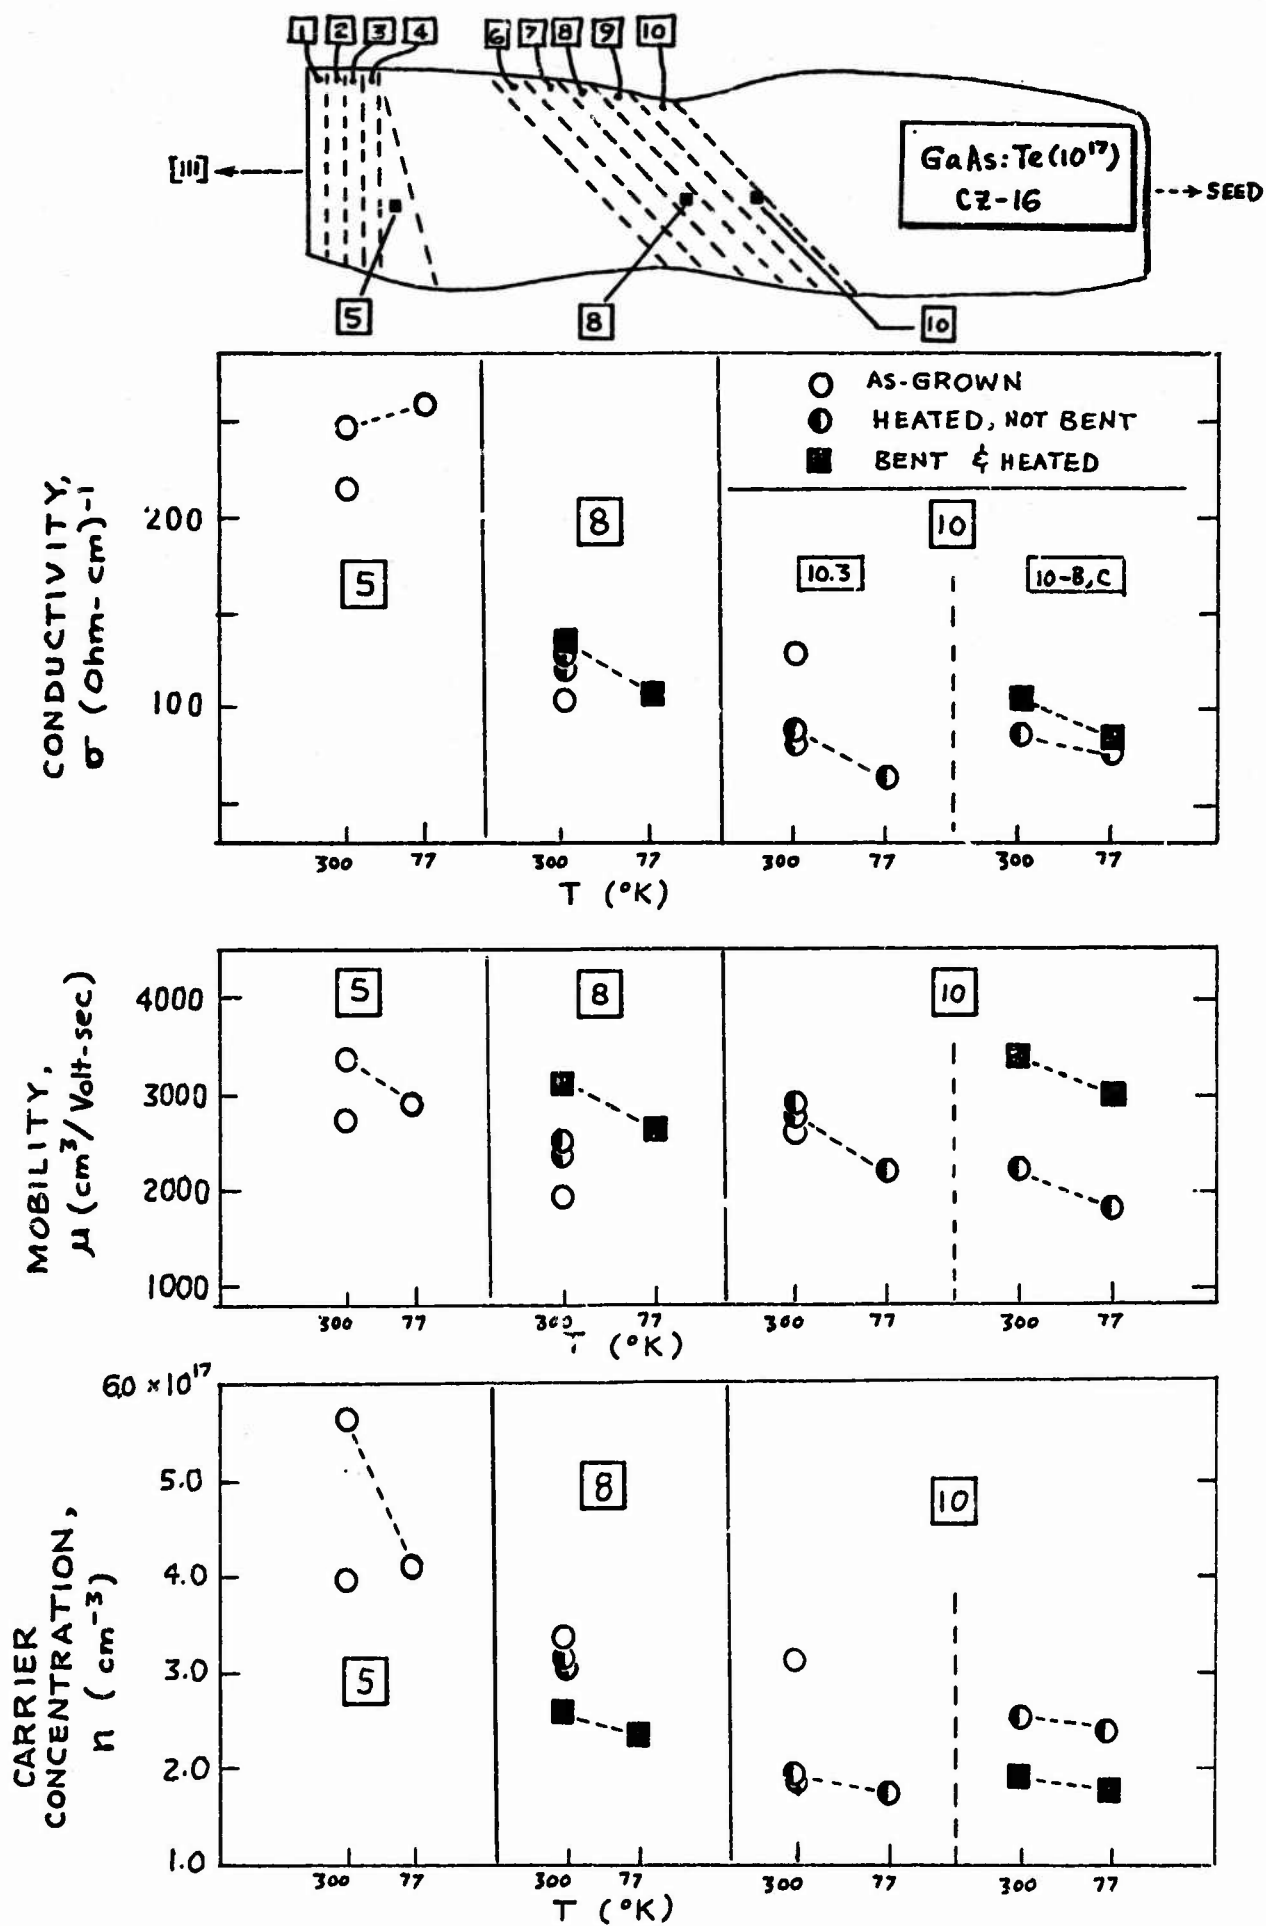 1 2 3 4 6 7 8 9 10
[111]
GaAs:Te(10¹⁷)
CZ-16
SEED
5 8 10
CONDUCTIVITY,
σ (Ohm-cm)⁻¹
200
100
5
8
○ AS-GROWN
◐ HEATED, NOT BENT
■ BENT & HEATED
10
10.3
10-B,C
300 77 300 77 300 77 300 77
T (°K)
MOBILITY,
μ (cm³/Volt-sec)
4000
3000
2000
1000
5 8 10
300 77 300 77 300 77 300 77
T (°K)
CARRIER
CONCENTRATION,
n (cm⁻³)
6.0 ×10¹⁷
5.0
4.0
3.0
2.0
1.0
5
8
10
300 77 300 77 300 77 300 77
T (°K)